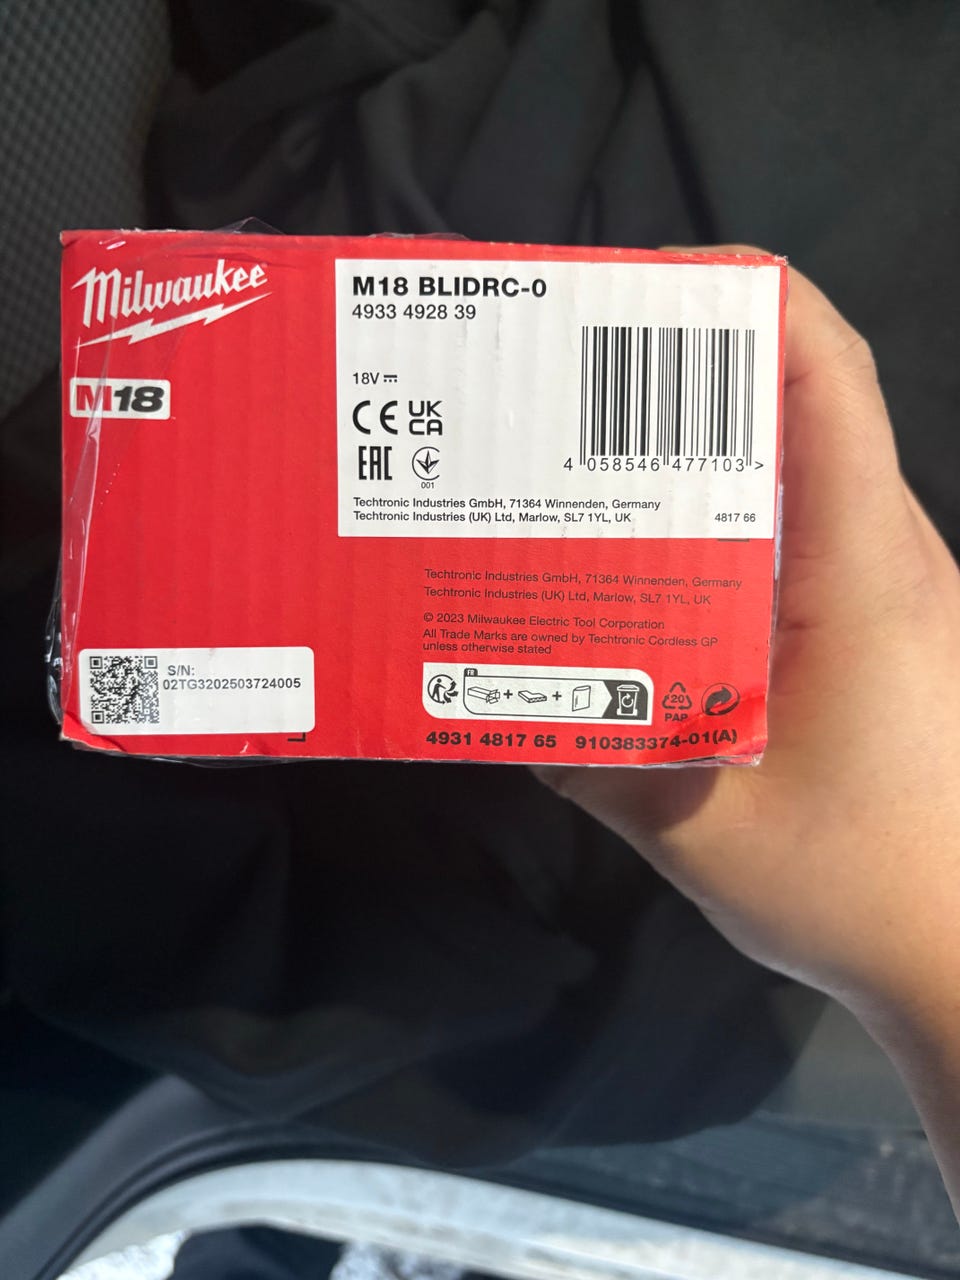 Milwaukee
M18
M18 BLIDRC-0
4933 4928 39
18V
CE UK CA
EAC
001
4 058546 477103 >
Techtronic Industries GmbH, 71364 Winnenden, Germany
Techtronic Industries (UK) Ltd, Marlow, SL7 1YL, UK
4817 66
Techtronic Industries GmbH, 71364 Winnenden, Germany
Techtronic Industries (UK) Ltd, Marlow, SL7 1YL, UK
© 2023 Milwaukee Electric Tool Corporation
All Trade Marks are owned by Techtronic Cordless GP
unless otherwise stated
S/N:
02TG3202503724005
FR
+ +
20
PAP
4931 4817 65 910383374-01(A)